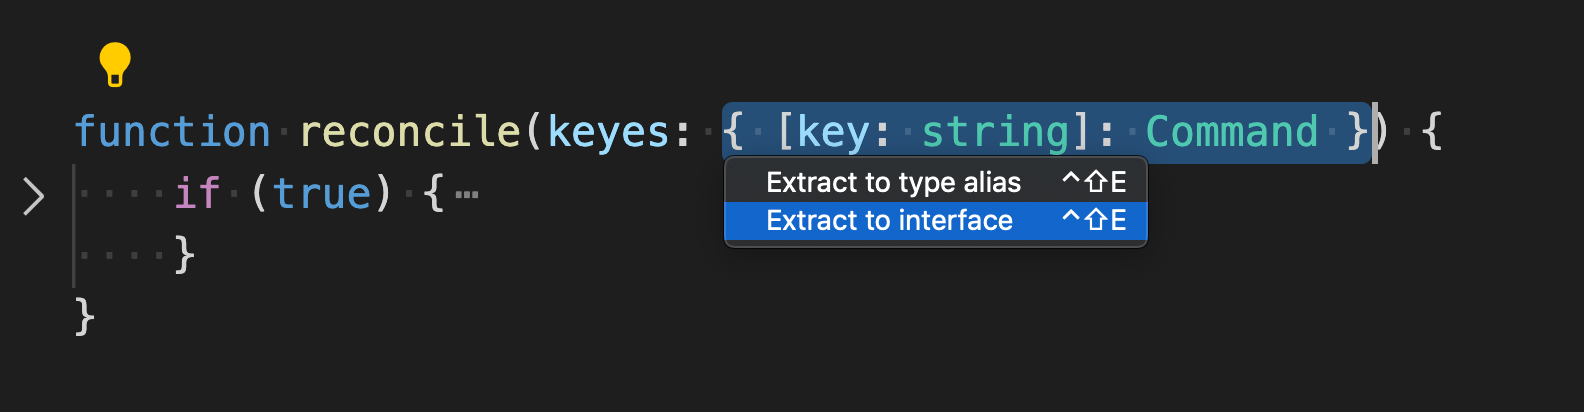 function reconcile(keyes: { [key: string]: Command }) {
Extract to type alias ^⇧E
if (true) {…
Extract to interface ^⇧E
}
}